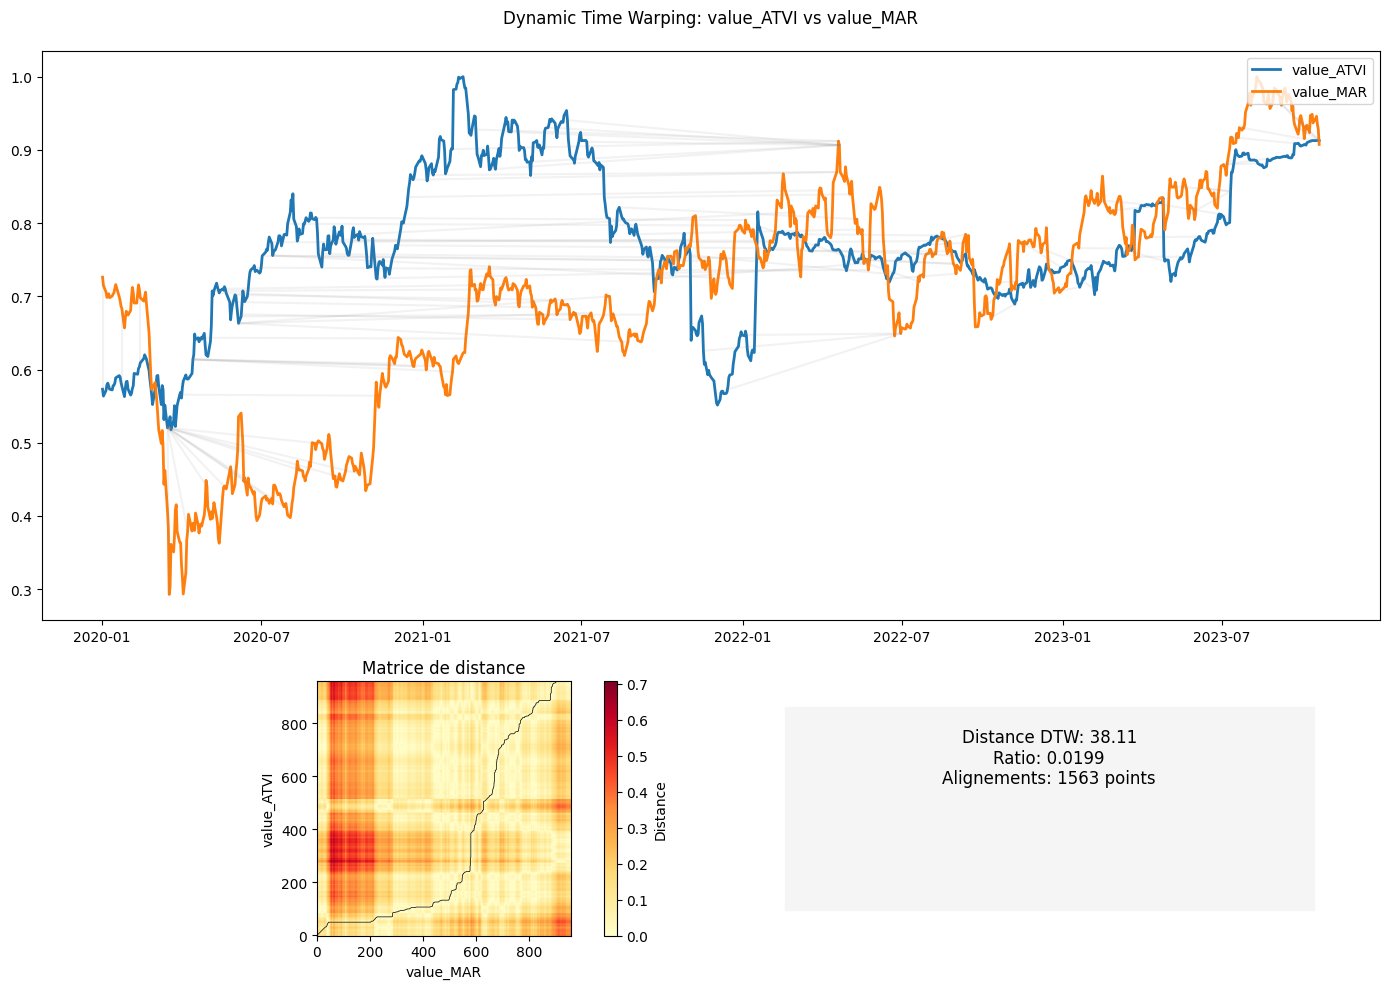 Dynamic Time Warping: value_ATVI vs value_MAR
value_ATVI
value_MAR
1.0
0.9
0.8
0.7
0.6
0.5
0.4
0.3
2020-01 2020-07 2021-01 2021-07 2022-01 2022-07 2023-01 2023-07
Matrice de distance
value_ATVI
800
600
400
200
0
0 200 400 600 800
value_MAR
0.7
0.6
0.5
0.4
0.3
0.2
0.1
0.0
Distance
Distance DTW: 38.11
Ratio: 0.0199
Alignements: 1563 points